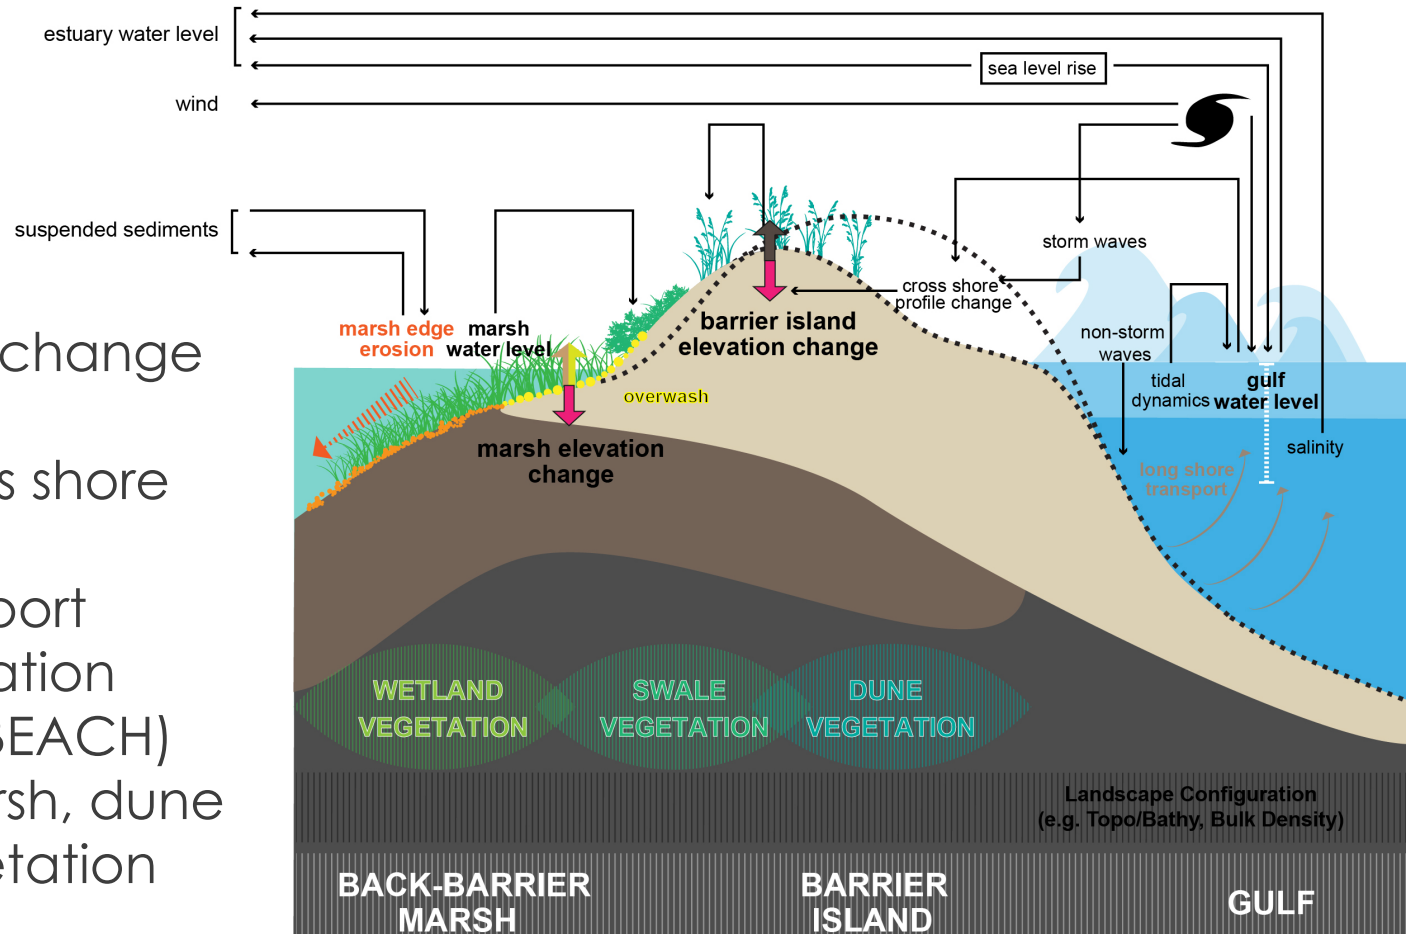 estuary water level
sea level rise
wind
suspended sediments
storm waves
cross shore
profile change
marsh edge
erosion
marsh
water level
barrier island
elevation change
non-storm
waves
tidal
dynamics
gulf
water level
salinity
overwash
marsh elevation
change
long shore
transport
change
s shore
port
ation
BEACH)
rsh, dune
etation
WETLAND
VEGETATION
SWALE
VEGETATION
DUNE
VEGETATION
Landscape Configuration
(e.g. Topo/Bathy, Bulk Density)
BACK-BARRIER
MARSH
BARRIER
ISLAND
GULF